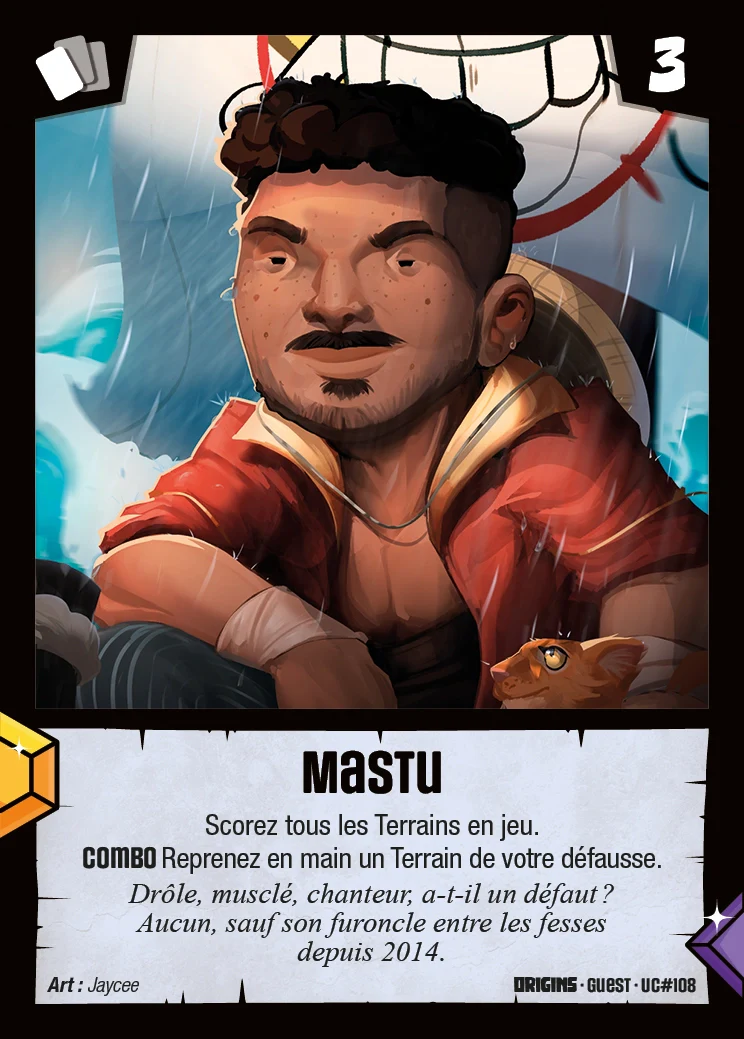 3
MaSTU
Scorez tous les Terrains en jeu.
COMBO Reprenez en main un Terrain de votre défausse.
Drôle, musclé, chanteur, a-t-il un défaut ?
Aucun, sauf son furoncle entre les fesses
depuis 2014.
Art : Jaycee
ORIGINS · GUEST · UC#108